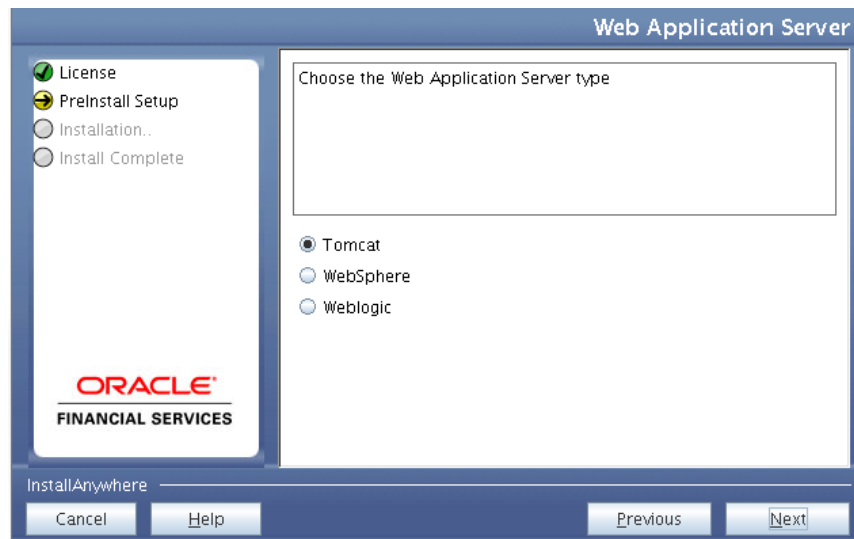 Web Application Server
License
PreInstall Setup
Installation..
Install Complete
Choose the Web Application Server type
Tomcat
WebSphere
Weblogic
ORACLE
FINANCIAL SERVICES
InstallAnywhere
Cancel
Help
Previous
Next